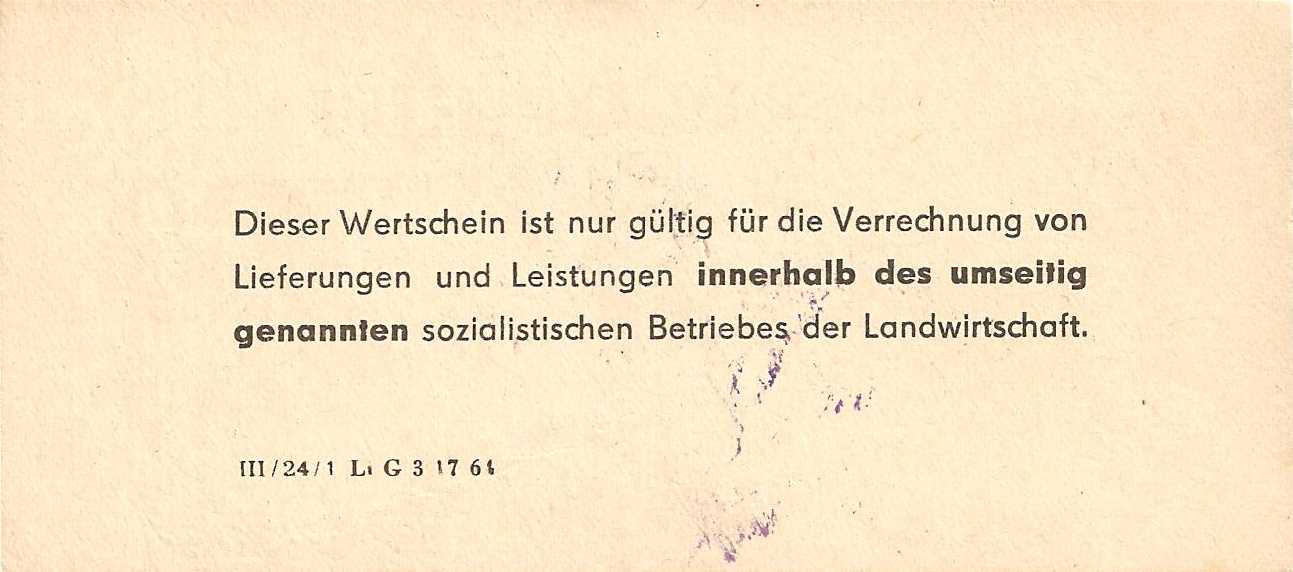 Dieser Wertschein ist nur gültig für die Verrechnung von
Lieferungen und Leistungen innerhalb des umseitig
genannten sozialistischen Betriebes der Landwirtschaft.
III/24/1 Li G 3 17 64